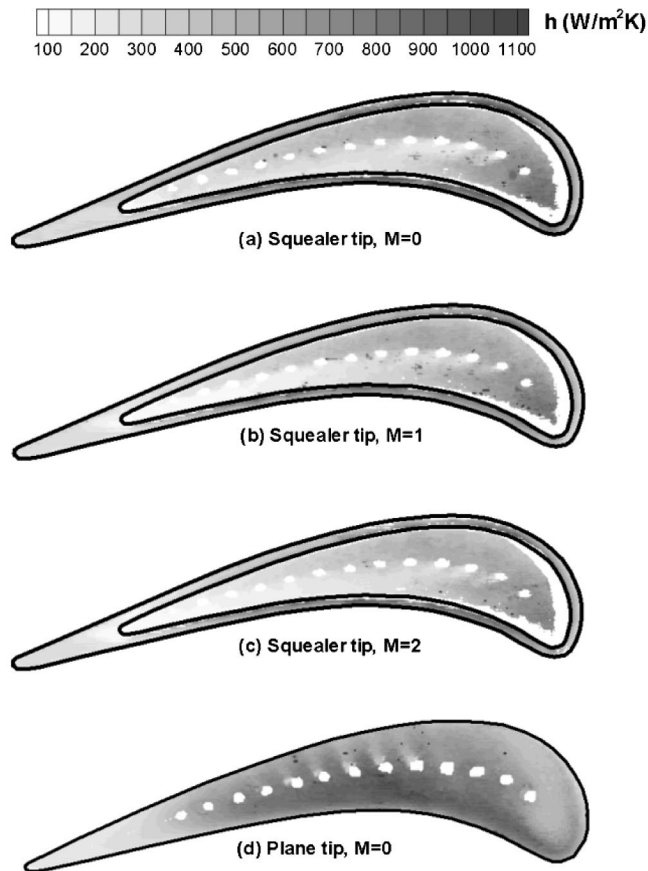 h (W/m²K)
100 200 300 400 500 600 700 800 900 1000 1100
(a) Squealer tip, M=0
(b) Squealer tip, M=1
(c) Squealer tip, M=2
(d) Plane tip, M=0